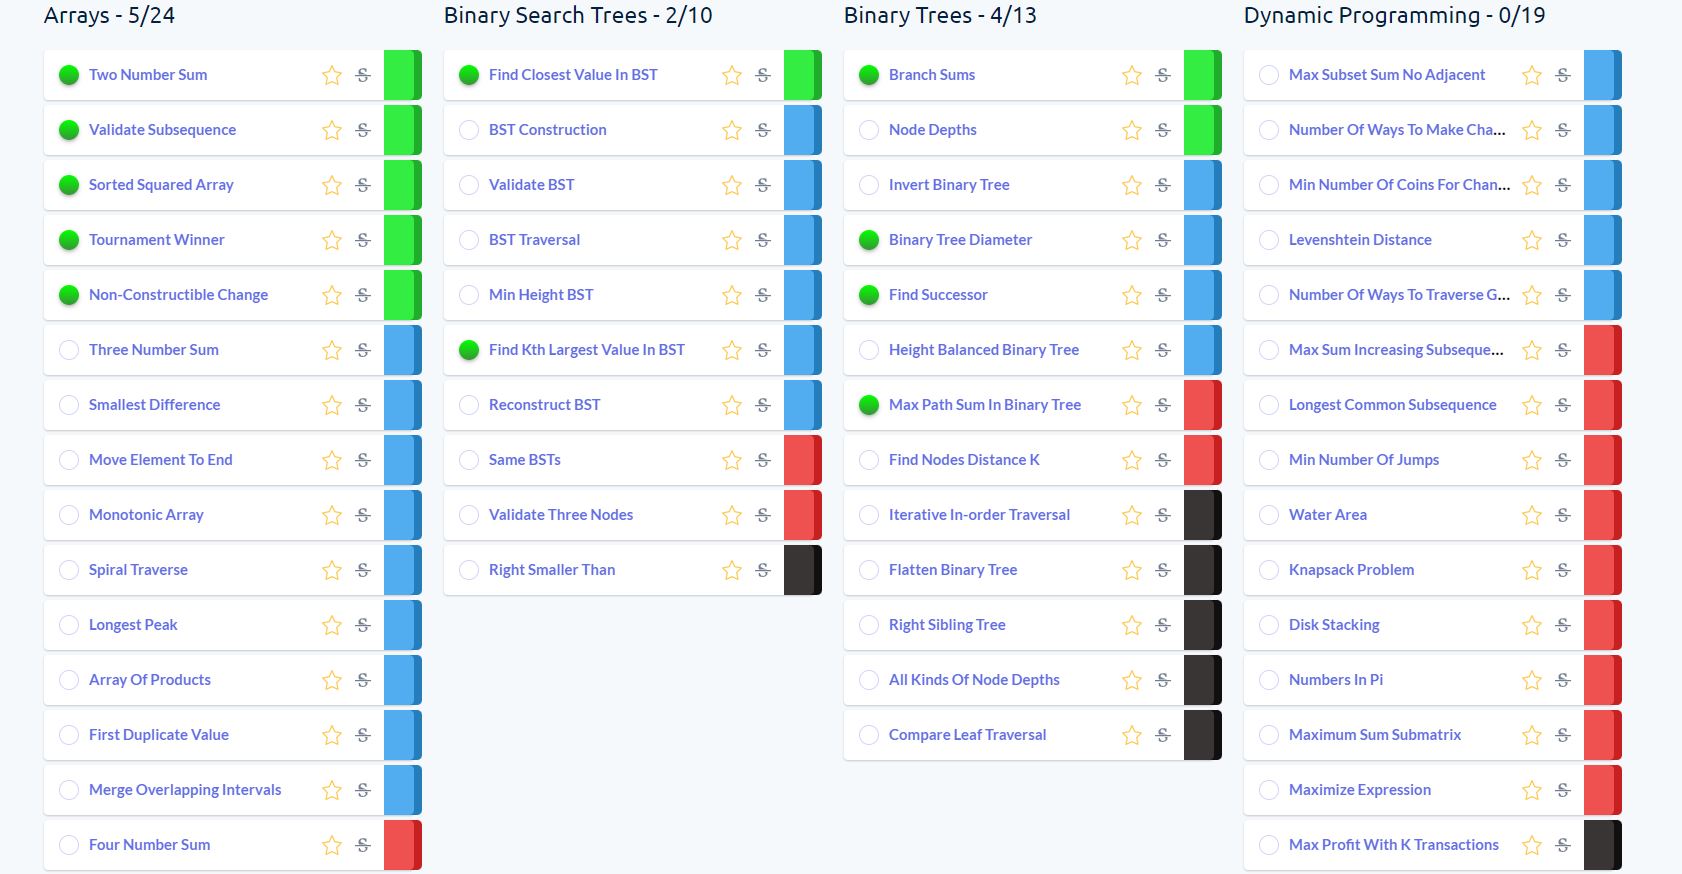 Arrays - 5/24
Two Number Sum
Validate Subsequence
Sorted Squared Array
Tournament Winner
Non-Constructible Change
Three Number Sum
Smallest Difference
Move Element To End
Monotonic Array
Spiral Traverse
Longest Peak
Array Of Products
First Duplicate Value
Merge Overlapping Intervals
Four Number Sum
Binary Search Trees - 2/10
Find Closest Value In BST
BST Construction
Validate BST
BST Traversal
Min Height BST
Find Kth Largest Value In BST
Reconstruct BST
Same BSTs
Validate Three Nodes
Right Smaller Than
Binary Trees - 4/13
Branch Sums
Node Depths
Invert Binary Tree
Binary Tree Diameter
Find Successor
Height Balanced Binary Tree
Max Path Sum In Binary Tree
Find Nodes Distance K
Iterative In-order Traversal
Flatten Binary Tree
Right Sibling Tree
All Kinds Of Node Depths
Compare Leaf Traversal
Dynamic Programming - 0/19
Max Subset Sum No Adjacent
Number Of Ways To Make Cha...
Min Number Of Coins For Chan...
Levenshtein Distance
Number Of Ways To Traverse G...
Max Sum Increasing Subseque...
Longest Common Subsequence
Min Number Of Jumps
Water Area
Knapsack Problem
Disk Stacking
Numbers In Pi
Maximum Sum Submatrix
Maximize Expression
Max Profit With K Transactions